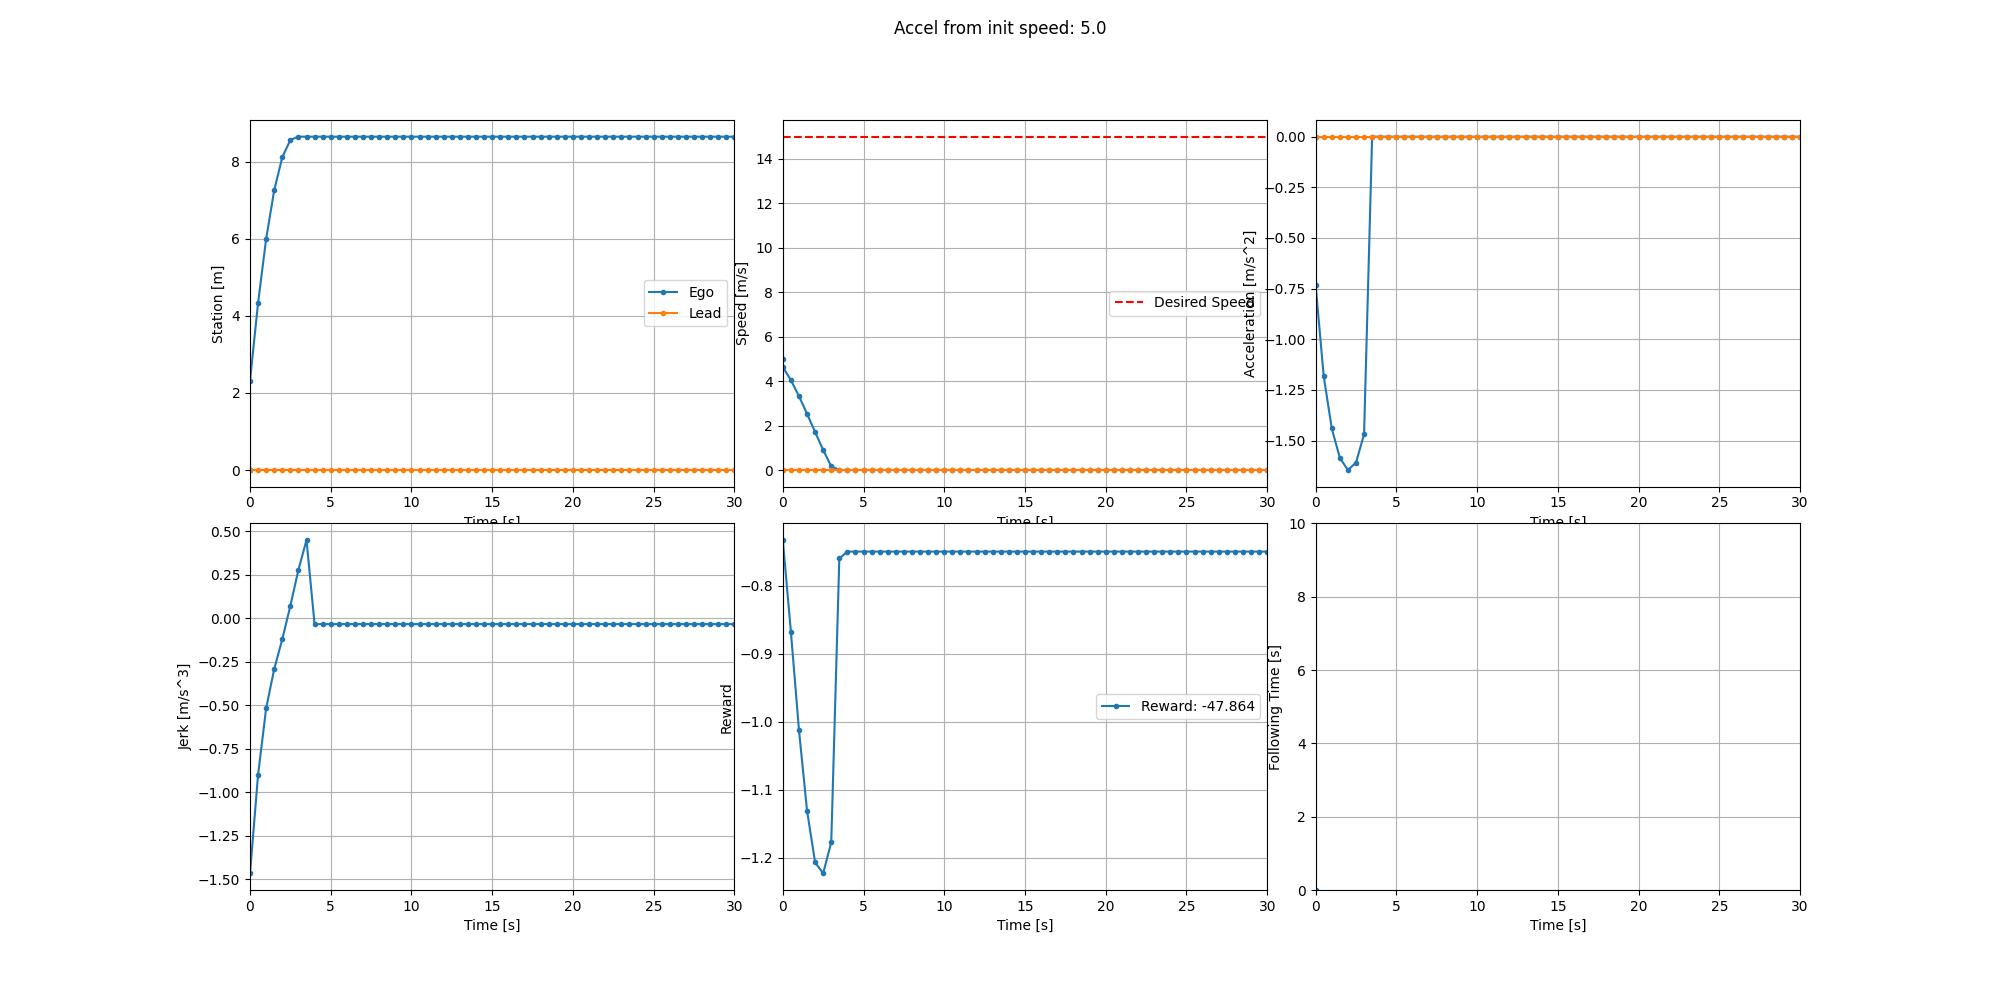 Accel from init speed: 5.0
Station [m]
8
6
4
2
0
Ego
Lead
0 5 10 15 20 25 30
Time [s]
Speed [m/s]
14
12
10
8
6
4
2
0
Desired Speed
0 5 10 15 20 25 30
Time [s]
Acceleration [m/s^2]
0.00
−0.25
−0.50
−0.75
−1.00
−1.25
−1.50
0 5 10 15 20 25 30
Time [s]
Jerk [m/s^3]
0.50
0.25
0.00
−0.25
−0.50
−0.75
−1.00
−1.25
−1.50
0 5 10 15 20 25 30
Time [s]
Reward
−0.8
−0.9
−1.0
−1.1
−1.2
Reward: -47.864
0 5 10 15 20 25 30
Time [s]
Following Time [s]
10
8
6
4
2
0
0 5 10 15 20 25 30
Time [s]